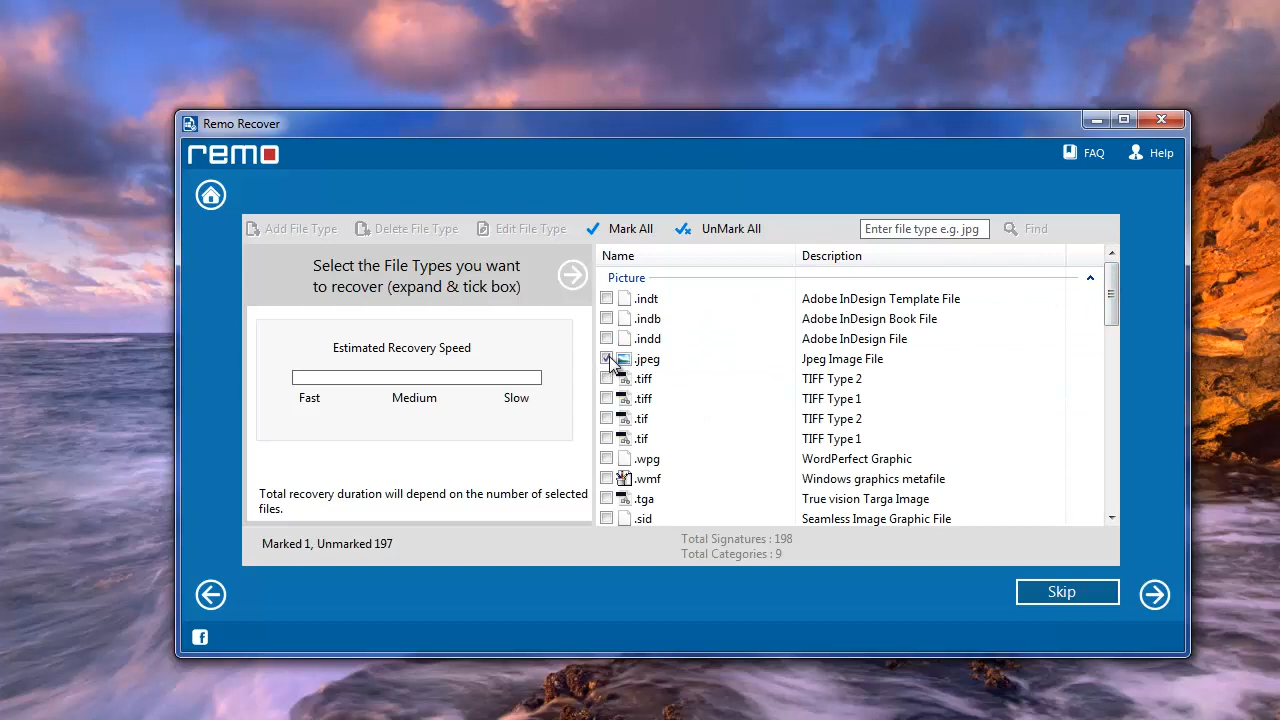 Remo Recover
remo
FAQ Help
Add File Type Delete File Type Edit File Type Mark All UnMark All Enter file type e.g. jpg Find
Select the File Types you want
to recover (expand & tick box)
Estimated Recovery Speed
Fast Medium Slow
Total recovery duration will depend on the number of selected
files.
Name Description
Picture
.indt Adobe InDesign Template File
.indb Adobe InDesign Book File
.indd Adobe InDesign File
.jpeg Jpeg Image File
.tiff TIFF Type 2
.tiff TIFF Type 1
.tif TIFF Type 2
.tif TIFF Type 1
.wpg WordPerfect Graphic
.wmf Windows graphics metafile
.tga True vision Targa Image
.sid Seamless Image Graphic File
Marked 1, Unmarked 197
Total Signatures : 198
Total Categories : 9
Skip
f